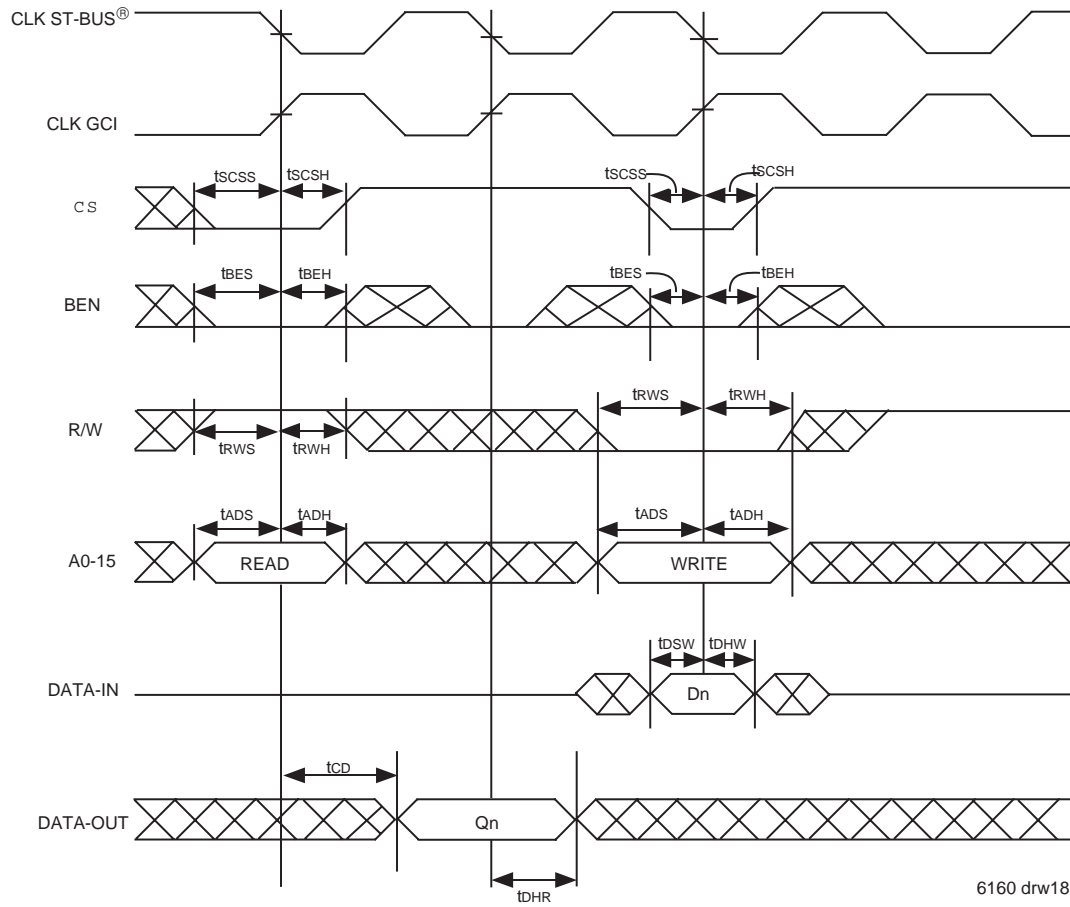 CLK ST-BUS®
CLK GCI
tSCSS tSCSH tSCSS tSCSH
CS
tBES tBEH tBES tBEH
BEN
tRWS tRWH
R/W
tRWS tRWH
tADS tADH tADS tADH
A0-15 READ WRITE
tDSW tDHW
DATA-IN Dn
tCD
DATA-OUT Qn
tDHR
6160 drw18